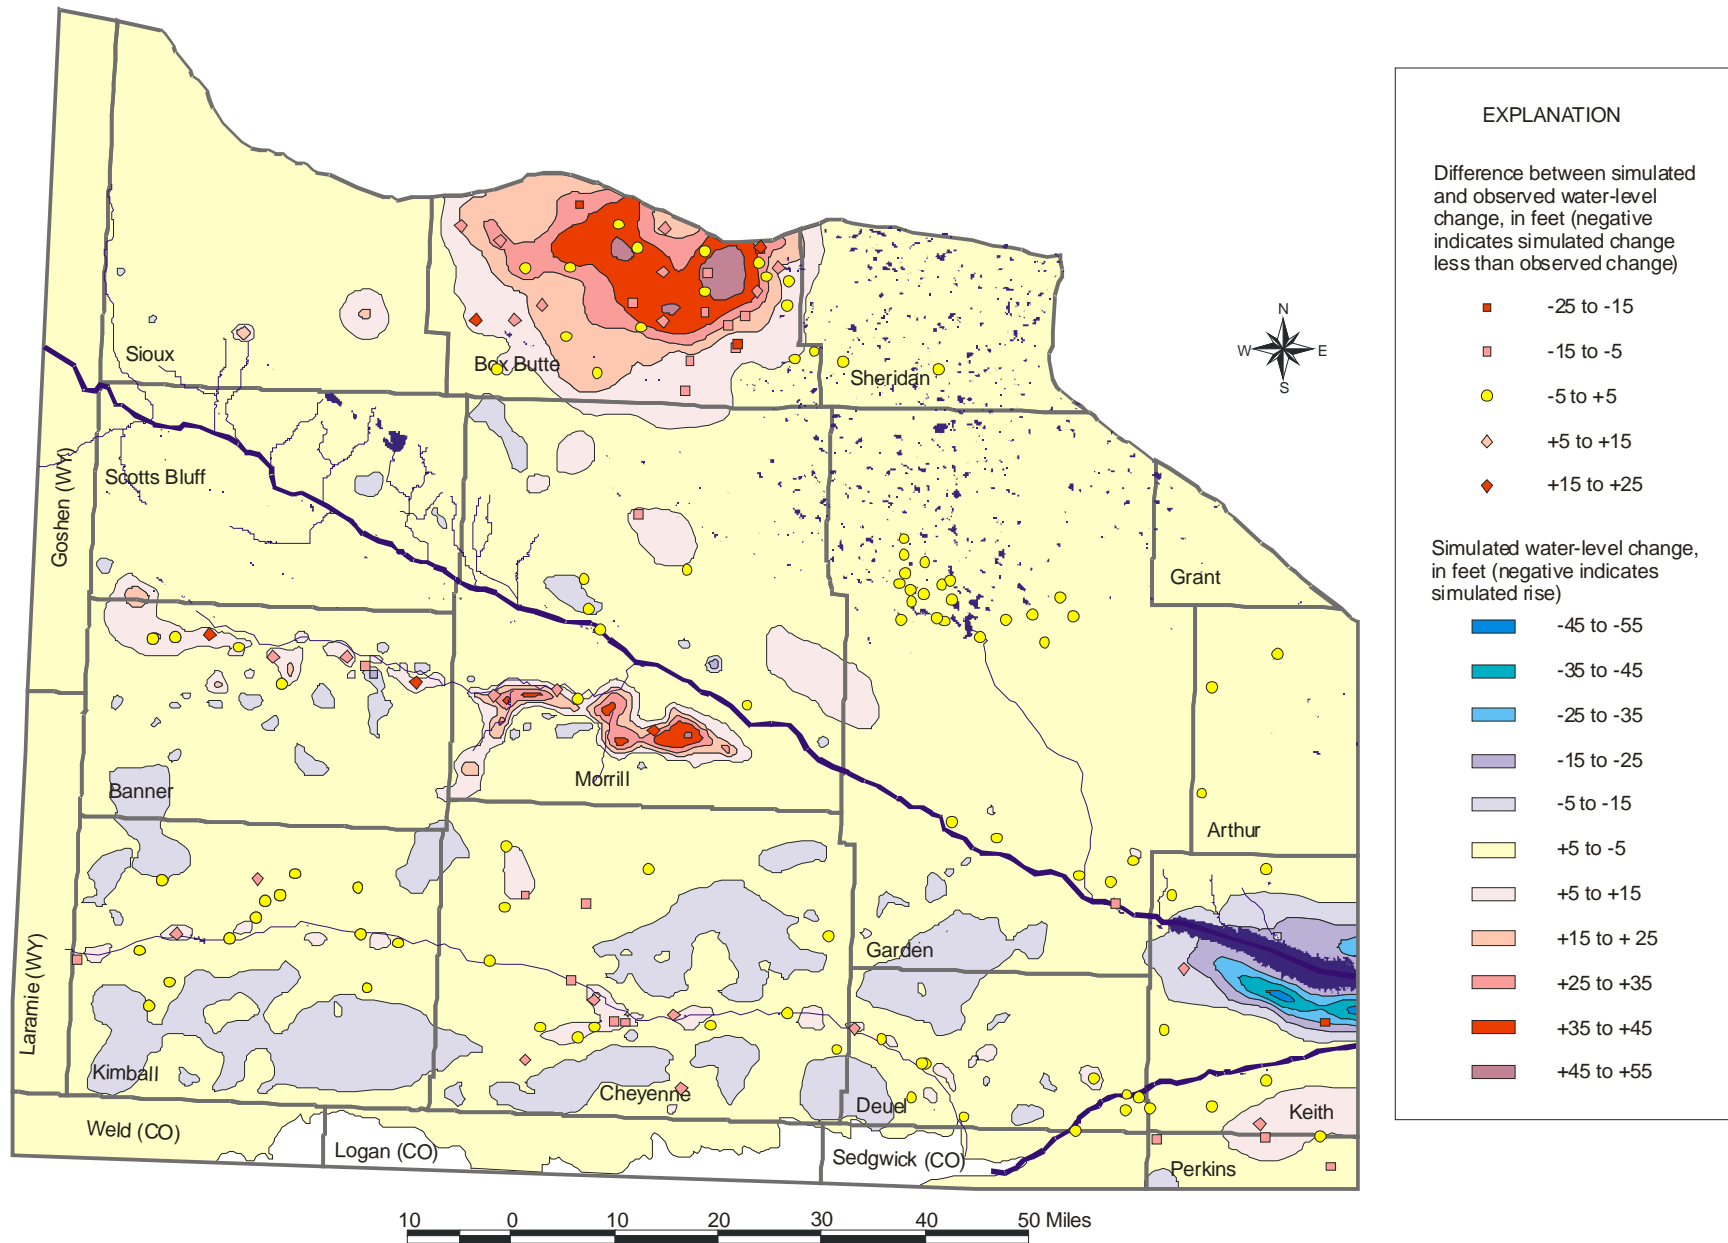 Sioux
Box Butte
Sheridan
Goshen (WY)
Scotts Bluff
Grant
Banner
Morrill
Arthur
Garden
Laramie (WY)
Kimball
Cheyenne
Deuel
Keith
Weld (CO)
Logan (CO)
Sedgwick (CO)
Perkins
N
W E
S
10 0 10 20 30 40 50 Miles
EXPLANATION
Difference between simulated
and observed water-level
change, in feet (negative
indicates simulated change
less than observed change)
-25 to -15
-15 to -5
-5 to +5
+5 to +15
+15 to +25
Simulated water-level change,
in feet (negative indicates
simulated rise)
-45 to -55
-35 to -45
-25 to -35
-15 to -25
-5 to -15
+5 to -5
+5 to +15
+15 to + 25
+25 to +35
+35 to +45
+45 to +55